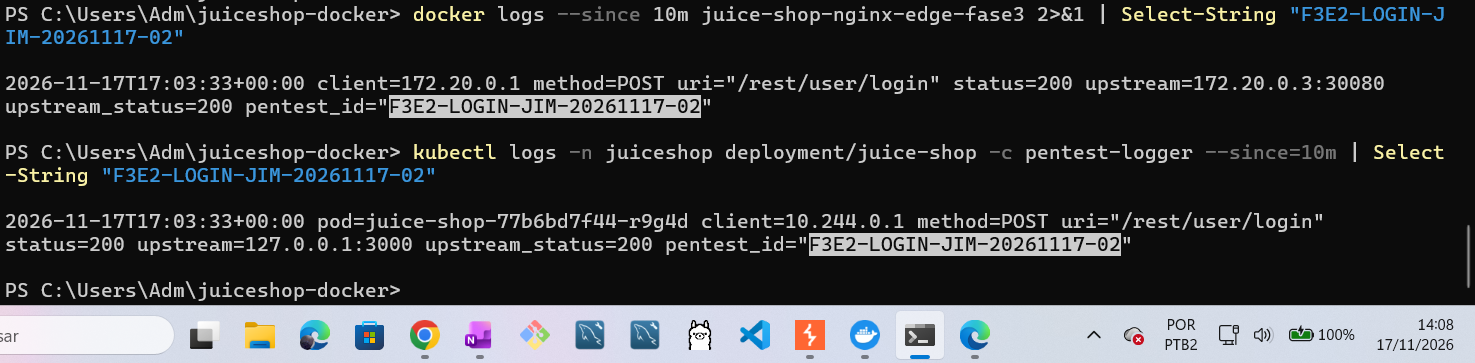 PS C:\Users\Adm\juiceshop-docker> docker logs --since 10m juice-shop-nginx-edge-fase3 2>&1 | Select-String "F3E2-LOGIN-J
IM-20261117-02"
2026-11-17T17:03:33+00:00 client=172.20.0.1 method=POST uri="/rest/user/login" status=200 upstream=172.20.0.3:30080
upstream_status=200 pentest_id="F3E2-LOGIN-JIM-20261117-02"
PS C:\Users\Adm\juiceshop-docker> kubectl logs -n juiceshop deployment/juice-shop -c pentest-logger --since=10m | Select
-String "F3E2-LOGIN-JIM-20261117-02"
2026-11-17T17:03:33+00:00 pod=juice-shop-77b6bd7f44-r9g4d client=10.244.0.1 method=POST uri="/rest/user/login"
status=200 upstream=127.0.0.1:3000 upstream_status=200 pentest_id="F3E2-LOGIN-JIM-20261117-02"
PS C:\Users\Adm\juiceshop-docker>
sar
POR
PTB2
100%
14:08
17/11/2026